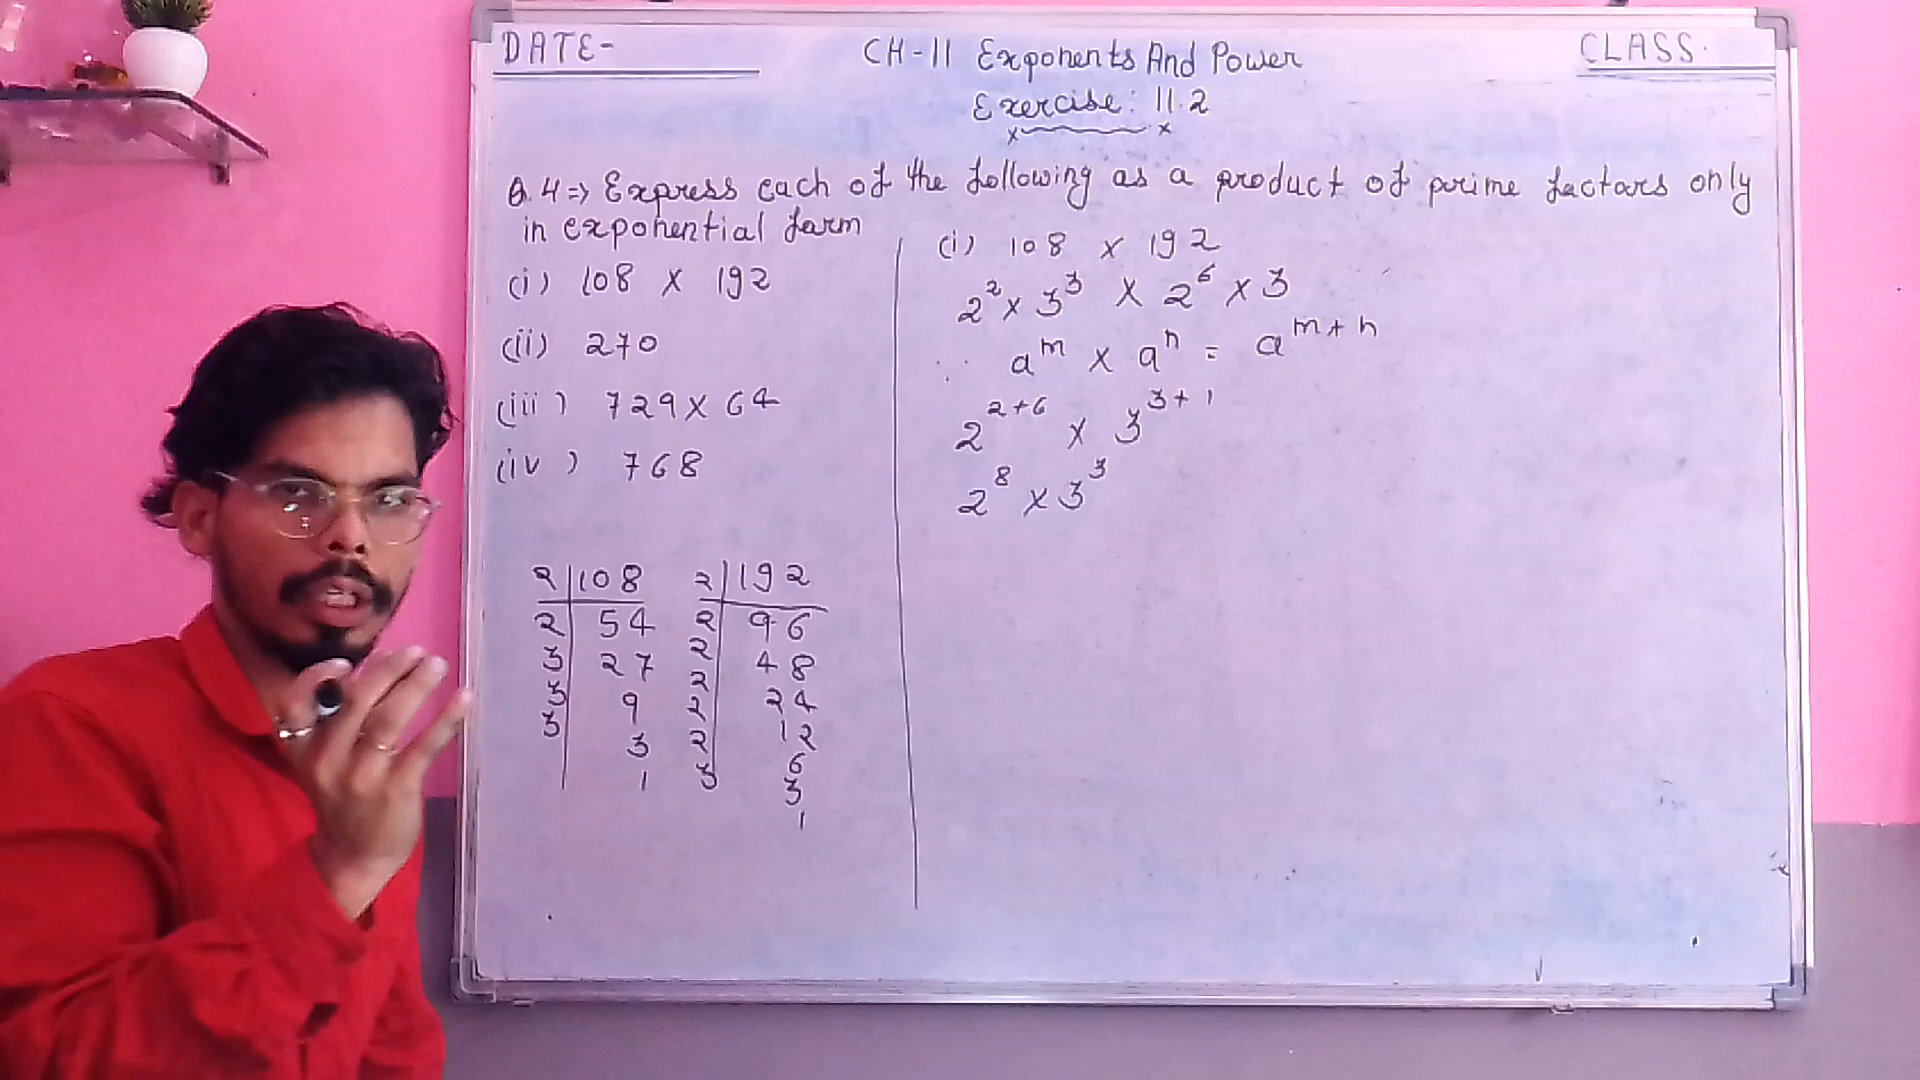 DATE-
CH-11 Exponents And Power
CLASS.
Exercise: 11.2
Q.4=> Express each of the following as a product of prime factors only
in exponential form
(i) 108 x 192
(ii) 270
(iii) 729 x 64
(iv) 768
2|108
2|54
3|27
3|9
3|3
1
2|192
2|96
2|48
2|24
2|12
2|6
3|3
1
(i) 108 x 192
2² x 3³ x 2⁶ x 3
∵ aᵐ x aⁿ = aᵐ⁺ⁿ
2²⁺⁶ x 3³⁺¹
2⁸ x 3³